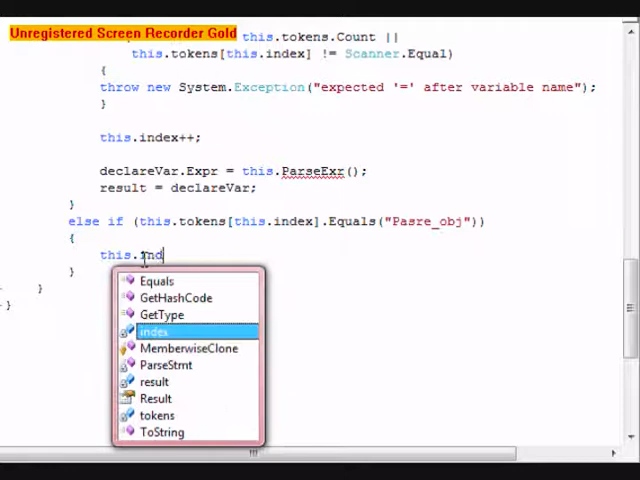 Unregistered Screen Recorder Gold
this.tokens.Count ||
this.tokens[this.index] != Scanner.Equal)
{
throw new System.Exception("expected '=' after variable name");
}
this.index++;
declareVar.Expr = this.ParseExr();
result = declareVar;
}
else if (this.tokens[this.index].Equals("Pasre_obj"))
{
this.ind
}
}
}
Equals
GetHashCode
GetType
index
MemberwiseClone
ParseStmt
result
Result
tokens
ToString